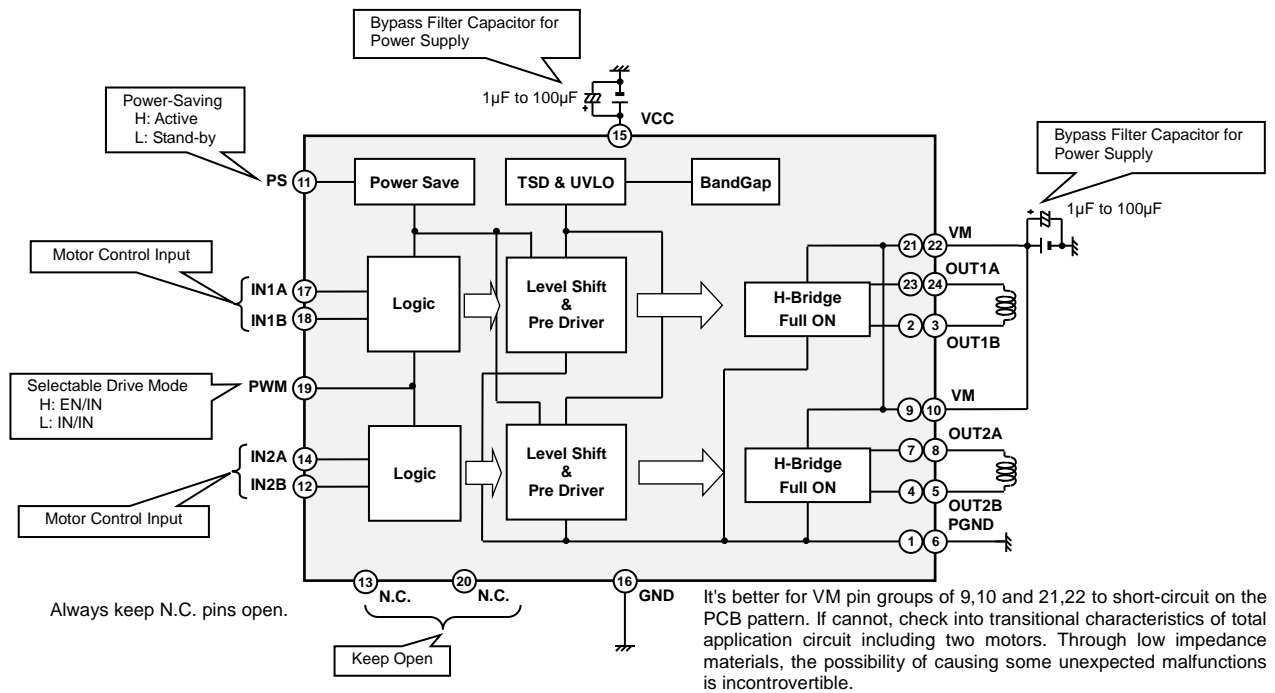 Bypass Filter Capacitor for
Power Supply
1µF to 100µF
VCC
15
Power-Saving
H: Active
L: Stand-by
Bypass Filter Capacitor for
Power Supply
1µF to 100µF
PS 11
Power Save
TSD & UVLO
BandGap
VM
21 22
Motor Control Input
IN1A 17
IN1B 18
Logic
Level Shift
&
Pre Driver
H-Bridge
Full ON
OUT1A
23 24
2 3
OUT1B
Selectable Drive Mode
H: EN/IN
L: IN/IN
PWM 19
VM
9 10
IN2A 14
IN2B 12
Motor Control Input
Logic
Level Shift
&
Pre Driver
H-Bridge
Full ON
OUT2A
7 8
4 5
OUT2B
PGND
1 6
13 N.C.
20 N.C.
16 GND
Always keep N.C. pins open.
Keep Open
It's better for VM pin groups of 9,10 and 21,22 to short-circuit on the
PCB pattern. If cannot, check into transitional characteristics of total
application circuit including two motors. Through low impedance
materials, the possibility of causing some unexpected malfunctions
is incontrovertible.